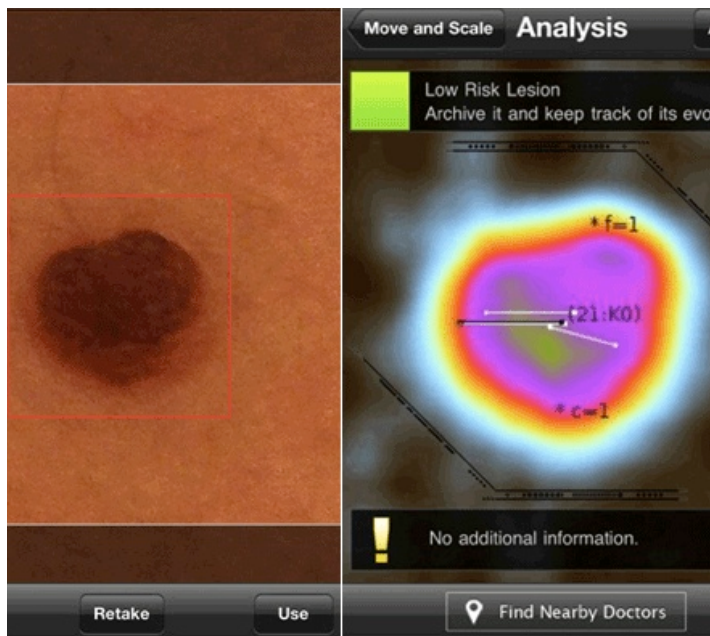 Retake
Use
Move and Scale
Analysis
Low Risk Lesion
Archive it and keep track of its evo
* f=1
(21:K0)
* c=1
No additional information.
Find Nearby Doctors